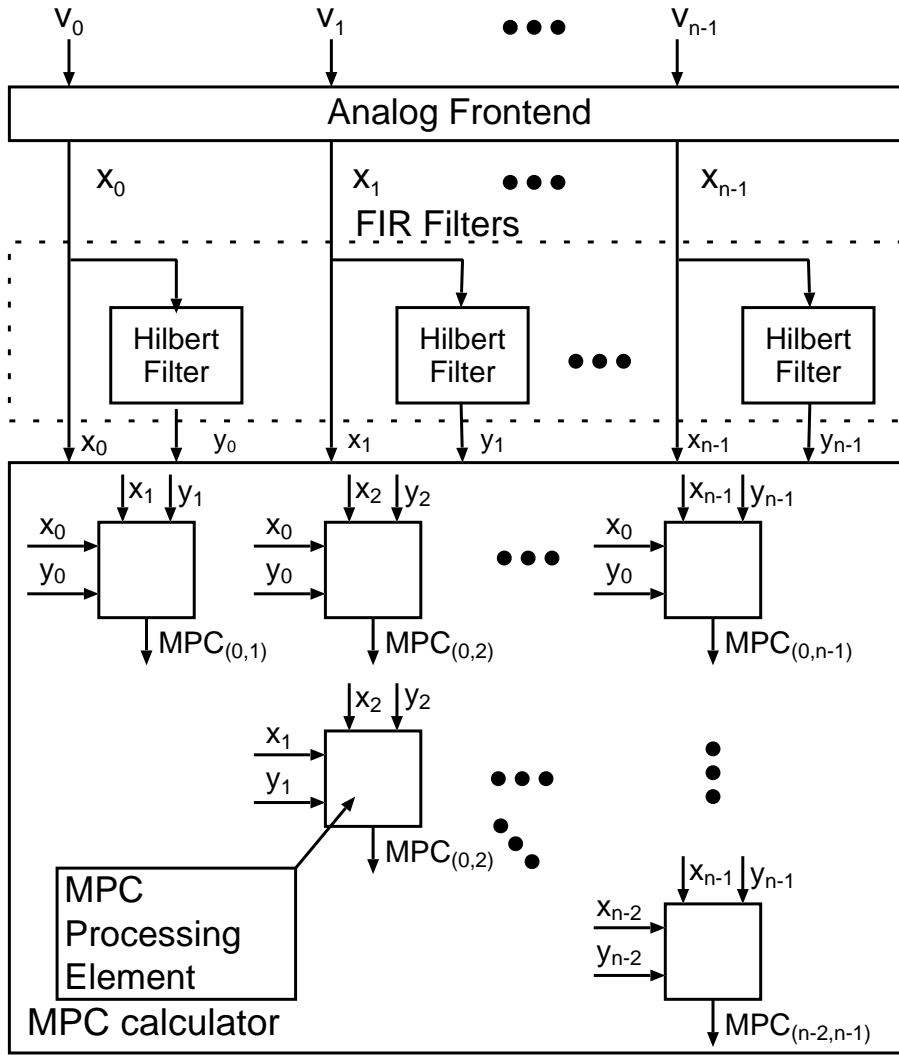 v₀ v₁ ●●● vₙ₋₁
Analog Frontend
x₀ x₁ ●●● xₙ₋₁
FIR Filters
Hilbert Filter Hilbert Filter ●●● Hilbert Filter
x₀ y₀ x₁ y₁ xₙ₋₁ yₙ₋₁
x₁ y₁ x₂ y₂ xₙ₋₁ yₙ₋₁
x₀ x₀ ●●● x₀
y₀ y₀ y₀
MPC₍₀,₁₎ MPC₍₀,₂₎ MPC₍₀,ₙ₋₁₎
x₂ y₂
x₁
y₁ ●●●
MPC₍₀,₂₎
xₙ₋₁ yₙ₋₁
MPC
Processing
Element
xₙ₋₂
yₙ₋₂
MPC calculator
MPC₍ₙ₋₂,ₙ₋₁₎